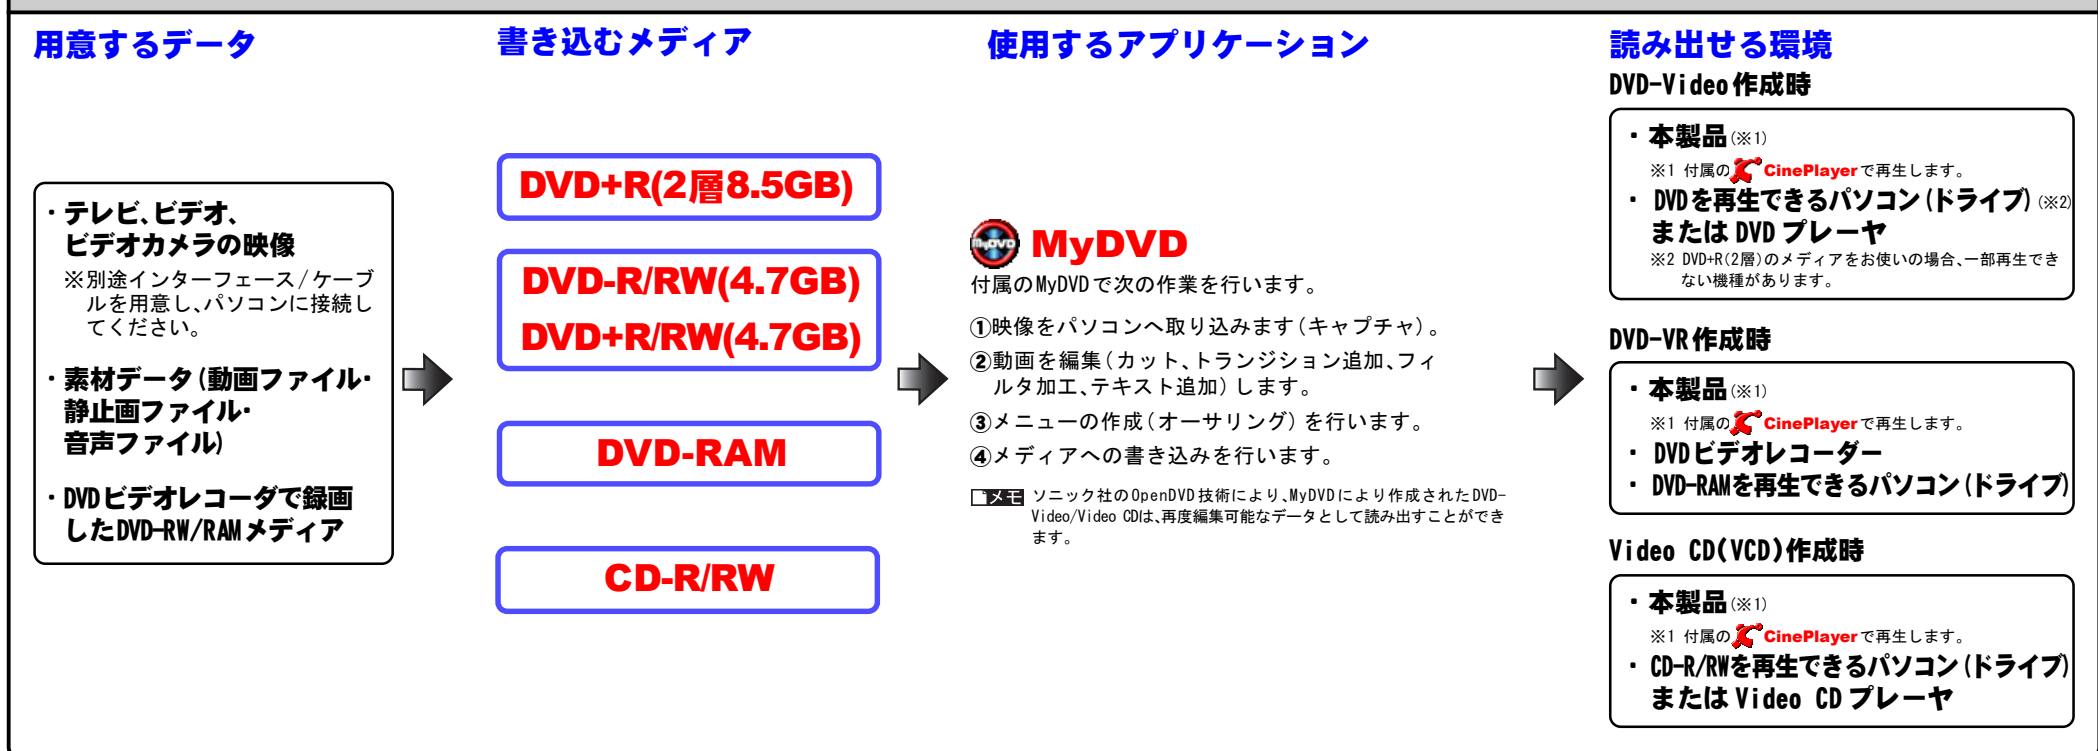 用意するデータ
・テレビ、ビデオ、
ビデオカメラの映像
※別途インターフェース/ケーブ
ルを用意し、パソコンに接続し
てください。
・素材データ(動画ファイル・
静止画ファイル・
音声ファイル)
・DVDビデオレコーダで録画
したDVD-RW/RAMメディア
書き込むメディア
DVD+R(2層8.5GB)
DVD-R/RW(4.7GB)
DVD+R/RW(4.7GB)
DVD-RAM
CD-R/RW
使用するアプリケーション
MyDVD MyDVD
付属のMyDVDで次の作業を行います。
①映像をパソコンへ取り込みます(キャプチャ)。
②動画を編集(カット、トランジション追加、フィ
ルタ加工、テキスト追加)します。
③メニューの作成(オーサリング)を行います。
④メディアへの書き込みを行います。
メモ ソニック社のOpenDVD技術により、MyDVDにより作成されたDVD-
Video/Video CDは、再度編集可能なデータとして読み出すことができ
ます。
読み出せる環境
DVD-Video作成時
・本製品(※1)
※1 付属のCinePlayerで再生します。
・DVDを再生できるパソコン(ドライブ)(※2)
またはDVDプレーヤ
※2 DVD+R(2層)のメディアをお使いの場合、一部再生でき
ない機種があります。
DVD-VR作成時
・本製品(※1)
※1 付属のCinePlayerで再生します。
・DVDビデオレコーダー
・DVD-RAMを再生できるパソコン(ドライブ)
Video CD(VCD)作成時
・本製品(※1)
※1 付属のCinePlayerで再生します。
・CD-R/RWを再生できるパソコン(ドライブ)
またはVideo CDプレーヤ